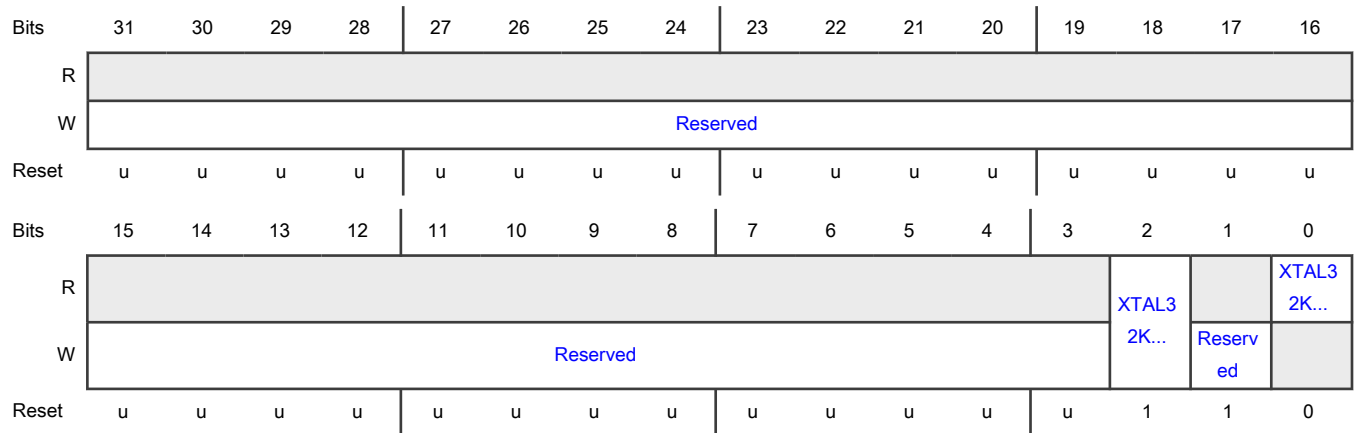 Bits 31 30 29 28 27 26 25 24 23 22 21 20 19 18 17 16
R
W Reserved
Reset u u u u u u u u u u u u u u u u
Bits 15 14 13 12 11 10 9 8 7 6 5 4 3 2 1 0
R XTAL3
2K...
XTAL3
2K...
W Reserved
Reserv
ed
Reset u u u u u u u u u u u u u 1 1 0